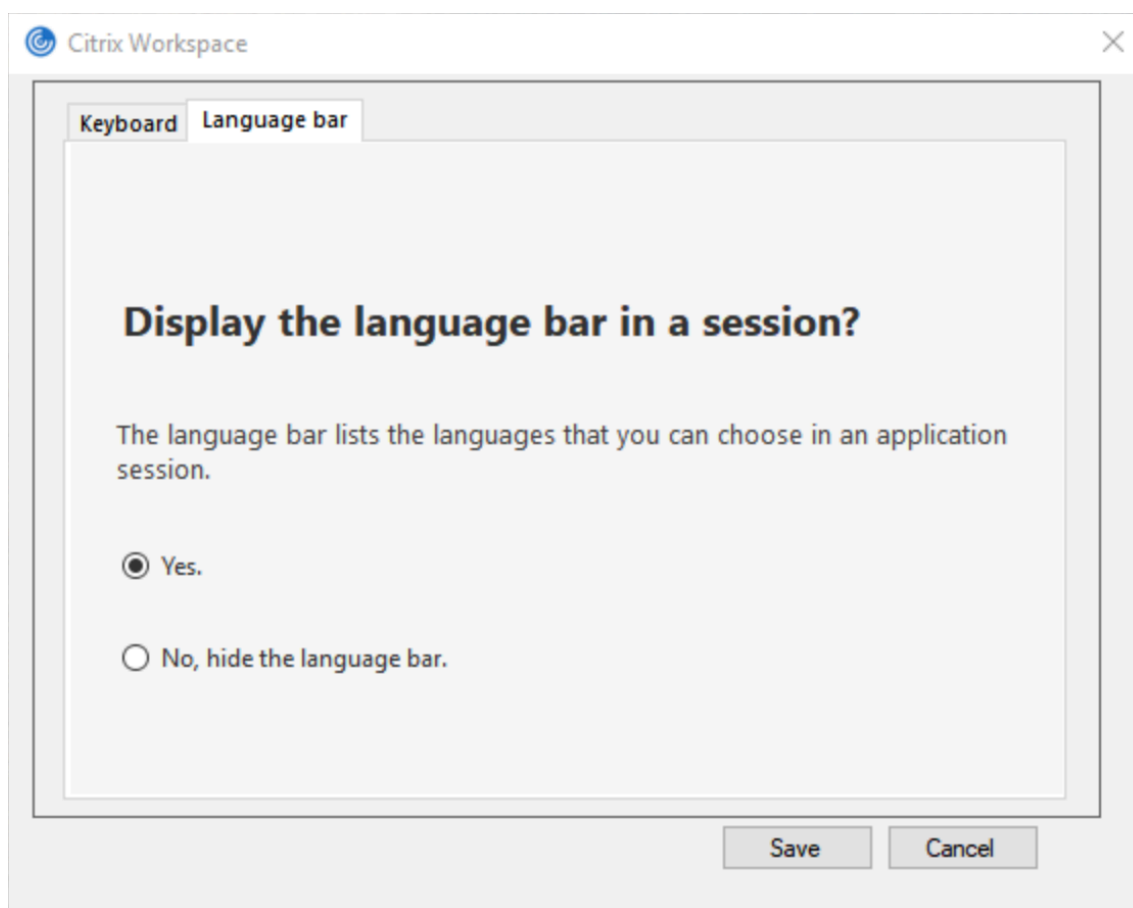 Citrix Workspace
Keyboard
Language bar
Display the language bar in a session?
The language bar lists the languages that you can choose in an application
session.
Yes.
No, hide the language bar.
Save
Cancel